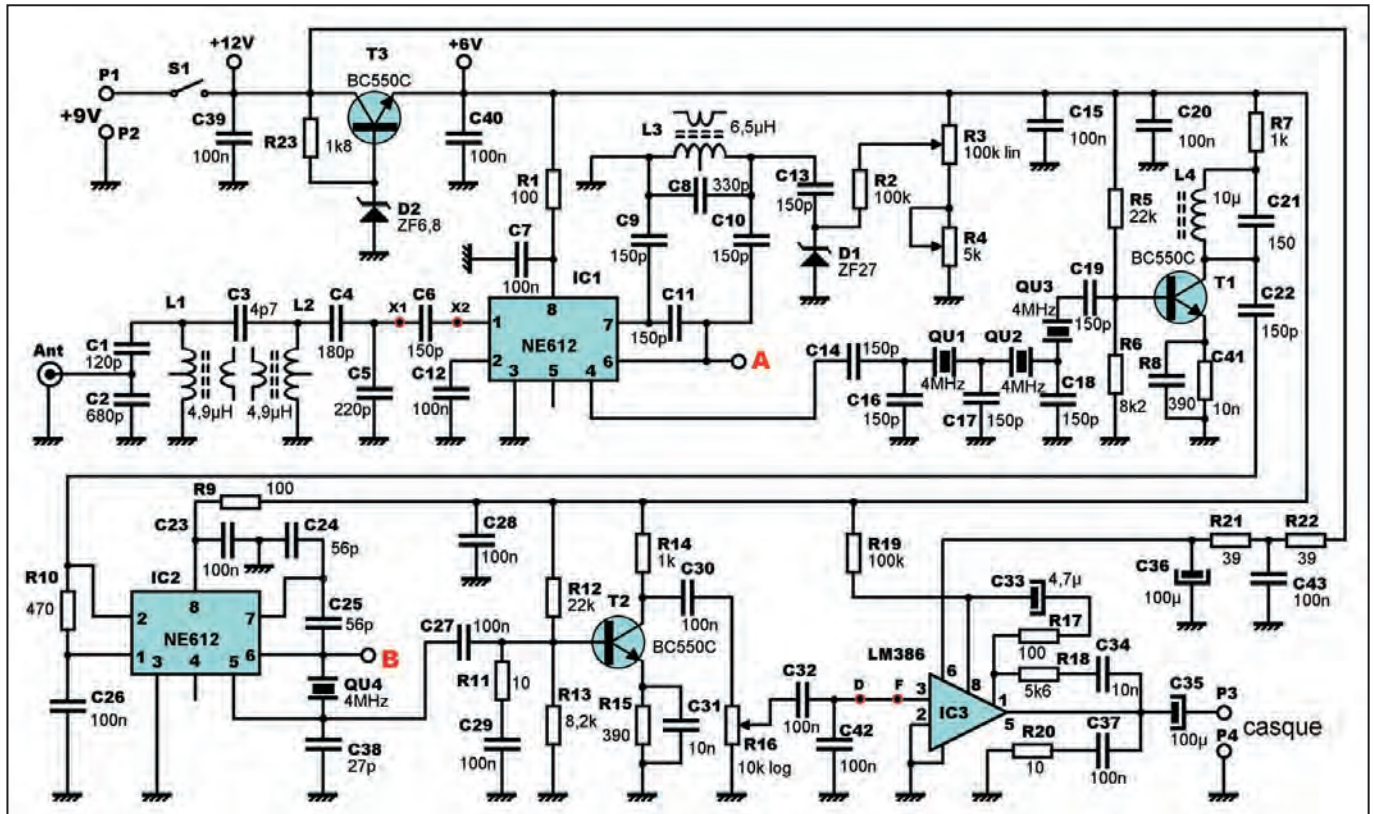 +12V
T3
+6V
P1
S1
BC550C
+9V
P2
C39
100n
R23
1k8
C40
100n
D2
ZF6,8
R1
100
L3
6,5µH
C8
330p
C9
150p
C10
150p
C7
100n
C13
150p
R2
100k
R3
100k lin
D1
ZF27
R4
5k
C15
100n
C20
100n
R7
1k
L4
10µ
R5
22k
C21
150
BC550C
T1
C22
150p
QU3
4MHz
C19
150p
R6
8k2
R8
390
C41
10n
L1
C3
4p7
L2
C4
180p
X1
C6
X2
150p
Ant
C1
120p
C2
680p
4,9µH
4,9µH
C5
220p
C12
100n
IC1
NE612
1
2
3
4
5
6
7
8
C11
150p
A
C14
150p
QU1
4MHz
QU2
4MHz
C16
150p
C17
150p
C18
150p
R9
100
C23
100n
C24
56p
C28
100n
R10
470
IC2
NE612
1
2
3
4
5
6
7
8
C25
56p
B
QU4
4MHz
C26
100n
C38
27p
C27
100n
R11
10
C29
100n
R12
22k
R13
8,2k
R14
1k
T2
BC550C
C30
100n
R15
390
C31
10n
R16
10k log
C32
100n
C42
100n
D
F
R19
100k
LM386
IC3
3
2
6
8
1
5
C33
4,7µ
R17
100
R18
5k6
C34
10n
R20
10
C37
100n
C35
100µ
P3
casque
P4
C36
100µ
R21
39
R22
39
C43
100n